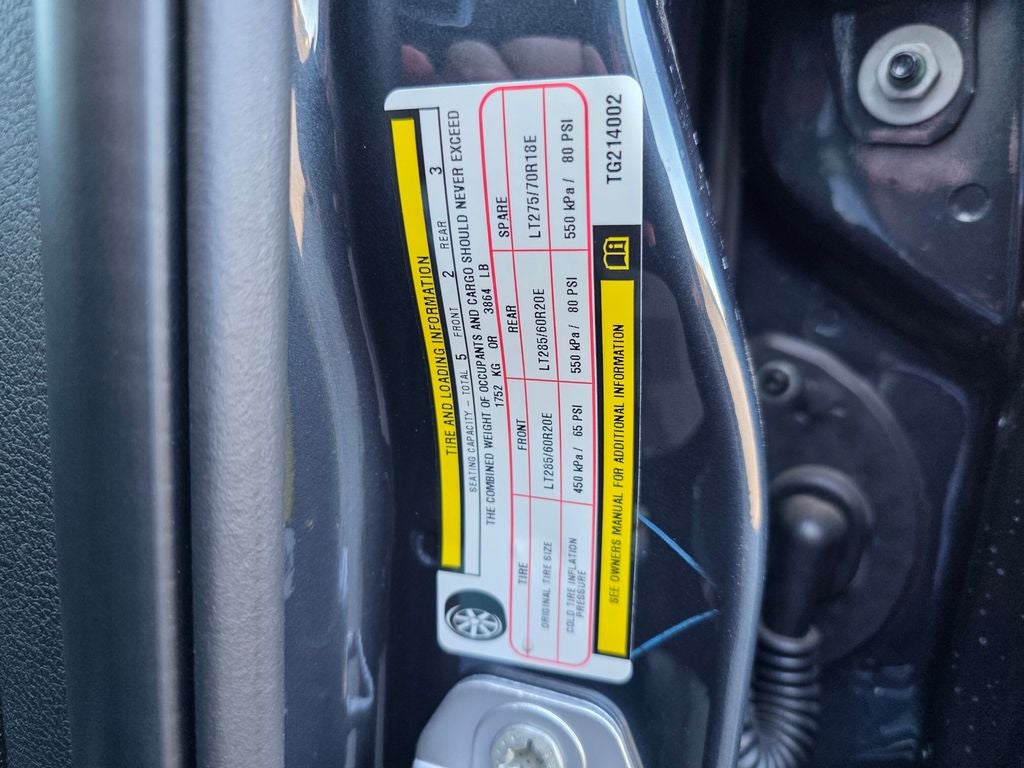 TIRE AND LOADING INFORMATION
SEATING CAPACITY - TOTAL 5 FRONT 2 REAR 3
THE COMBINED WEIGHT OF OCCUPANTS AND CARGO SHOULD NEVER EXCEED
1752 KG OR 3864 LB
TIRE FRONT REAR SPARE
ORIGINAL TIRE SIZE LT285/60R20E LT285/60R20E LT275/70R18E
COLD TIRE INFLATION PRESSURE 450 kPa / 65 PSI 550 kPa / 80 PSI 550 kPa / 80 PSI
SEE OWNERS MANUAL FOR ADDITIONAL INFORMATION
TG214002